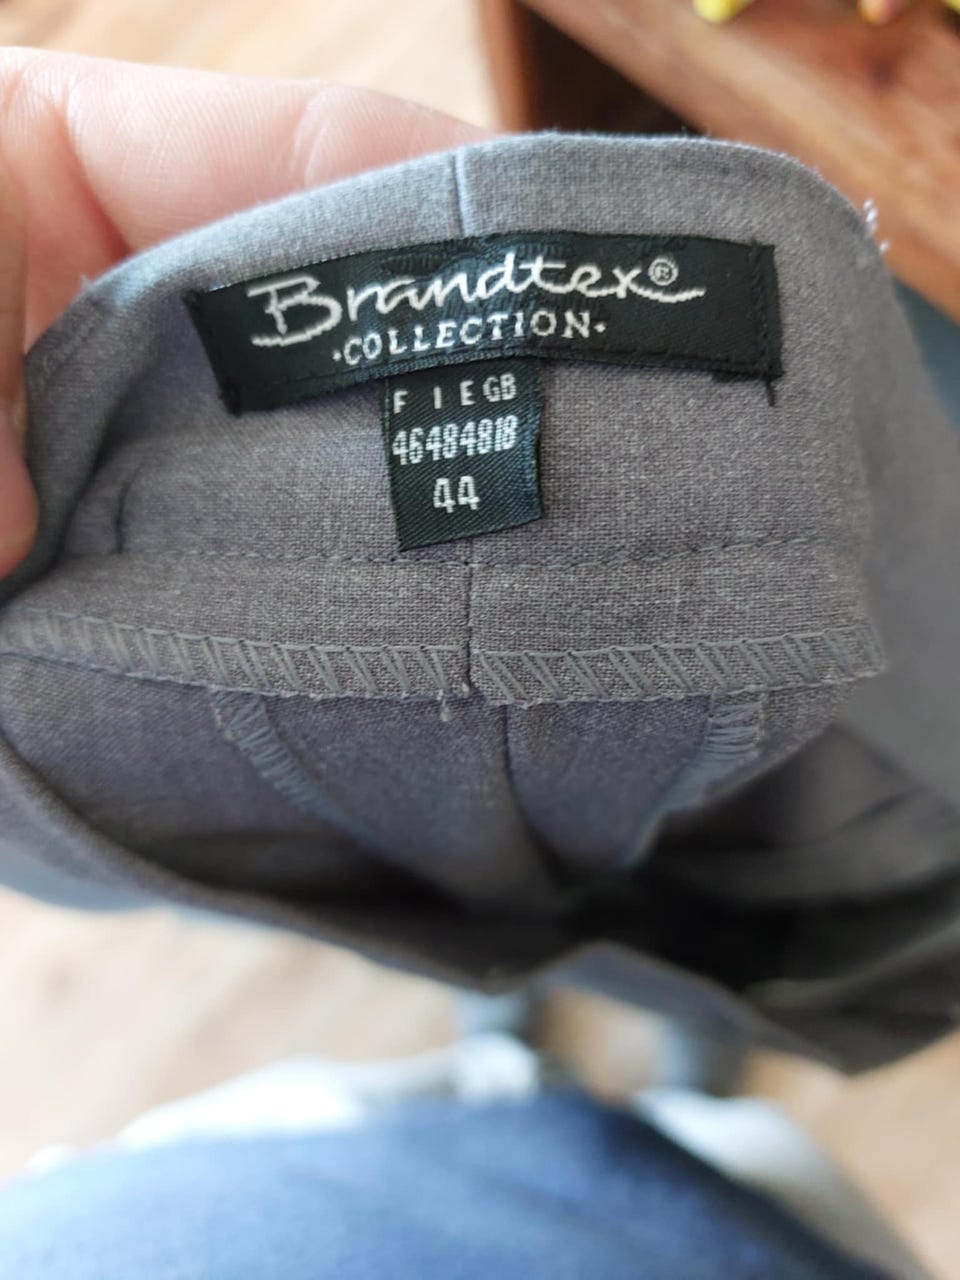 Brandtex®
·COLLECTION·
F I E GB
46484818
44